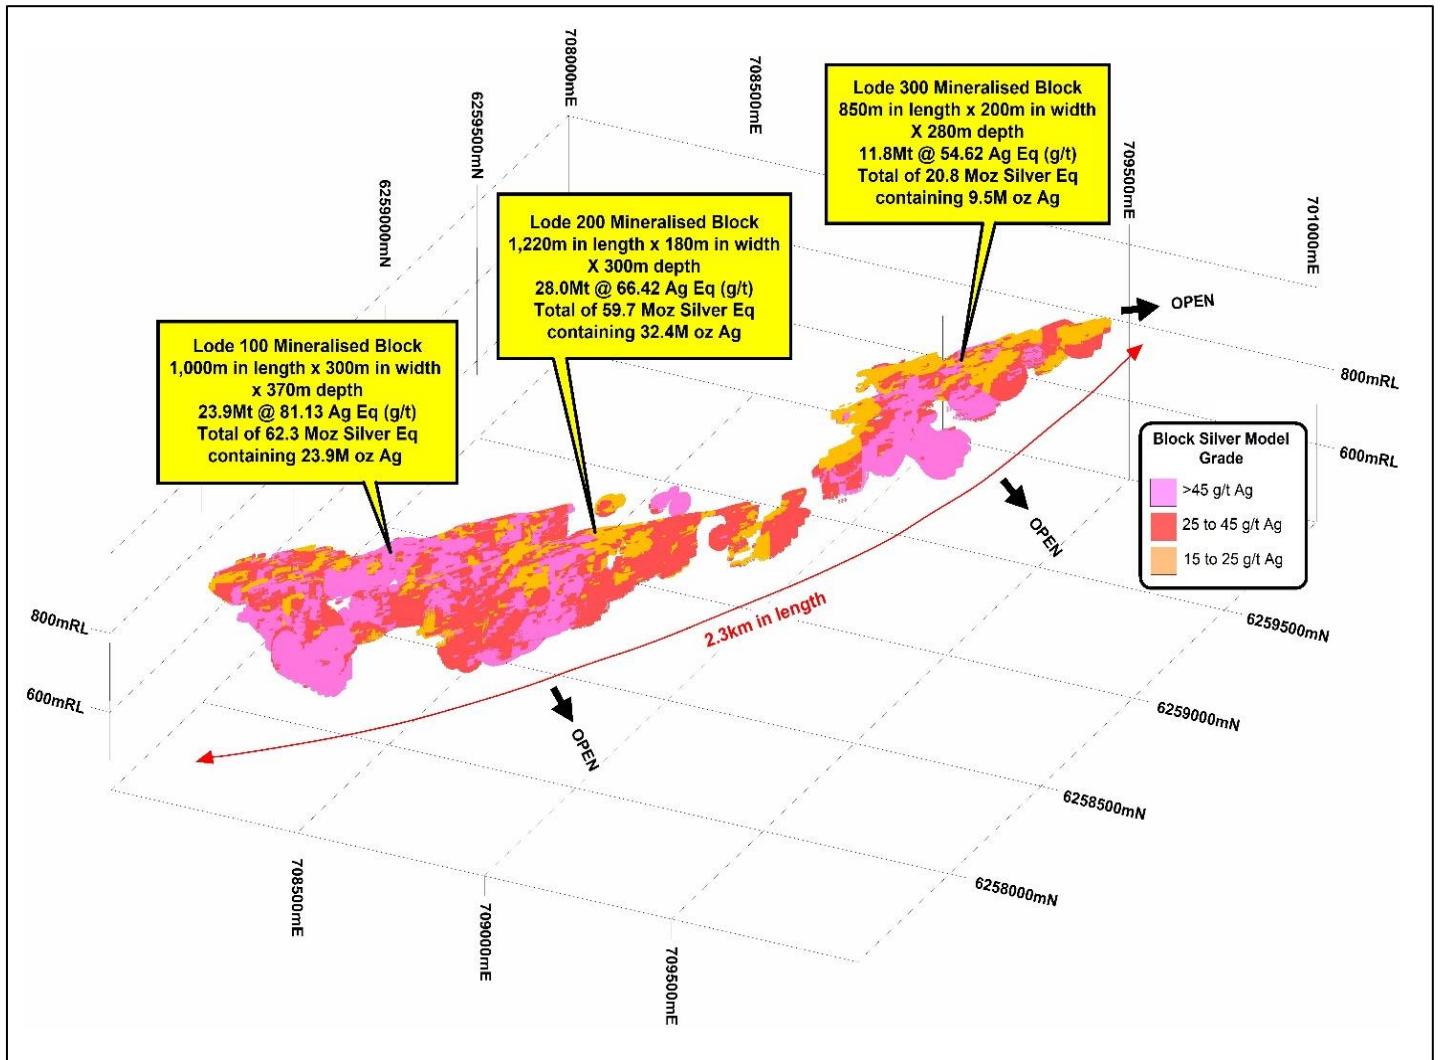 708000mE
708500mE
6259500mN
6259000mN
709500mE
701000mE
Lode 300 Mineralised Block
850m in length x 200m in width
X 280m depth
11.8Mt @ 54.62 Ag Eq (g/t)
Total of 20.8 Moz Silver Eq
containing 9.5M oz Ag
Lode 200 Mineralised Block
1,220m in length x 180m in width
X 300m depth
28.0Mt @ 66.42 Ag Eq (g/t)
Total of 59.7 Moz Silver Eq
containing 32.4M oz Ag
Lode 100 Mineralised Block
1,000m in length x 300m in width
x 370m depth
23.9Mt @ 81.13 Ag Eq (g/t)
Total of 62.3 Moz Silver Eq
containing 23.9M oz Ag
OPEN
800mRL
600mRL
Block Silver Model
Grade
>45 g/t Ag
25 to 45 g/t Ag
15 to 25 g/t Ag
OPEN
2.3km in length
OPEN
800mRL
600mRL
6259500mN
6259000mN
6258500mN
6258000mN
708500mE
709000mE
709500mE